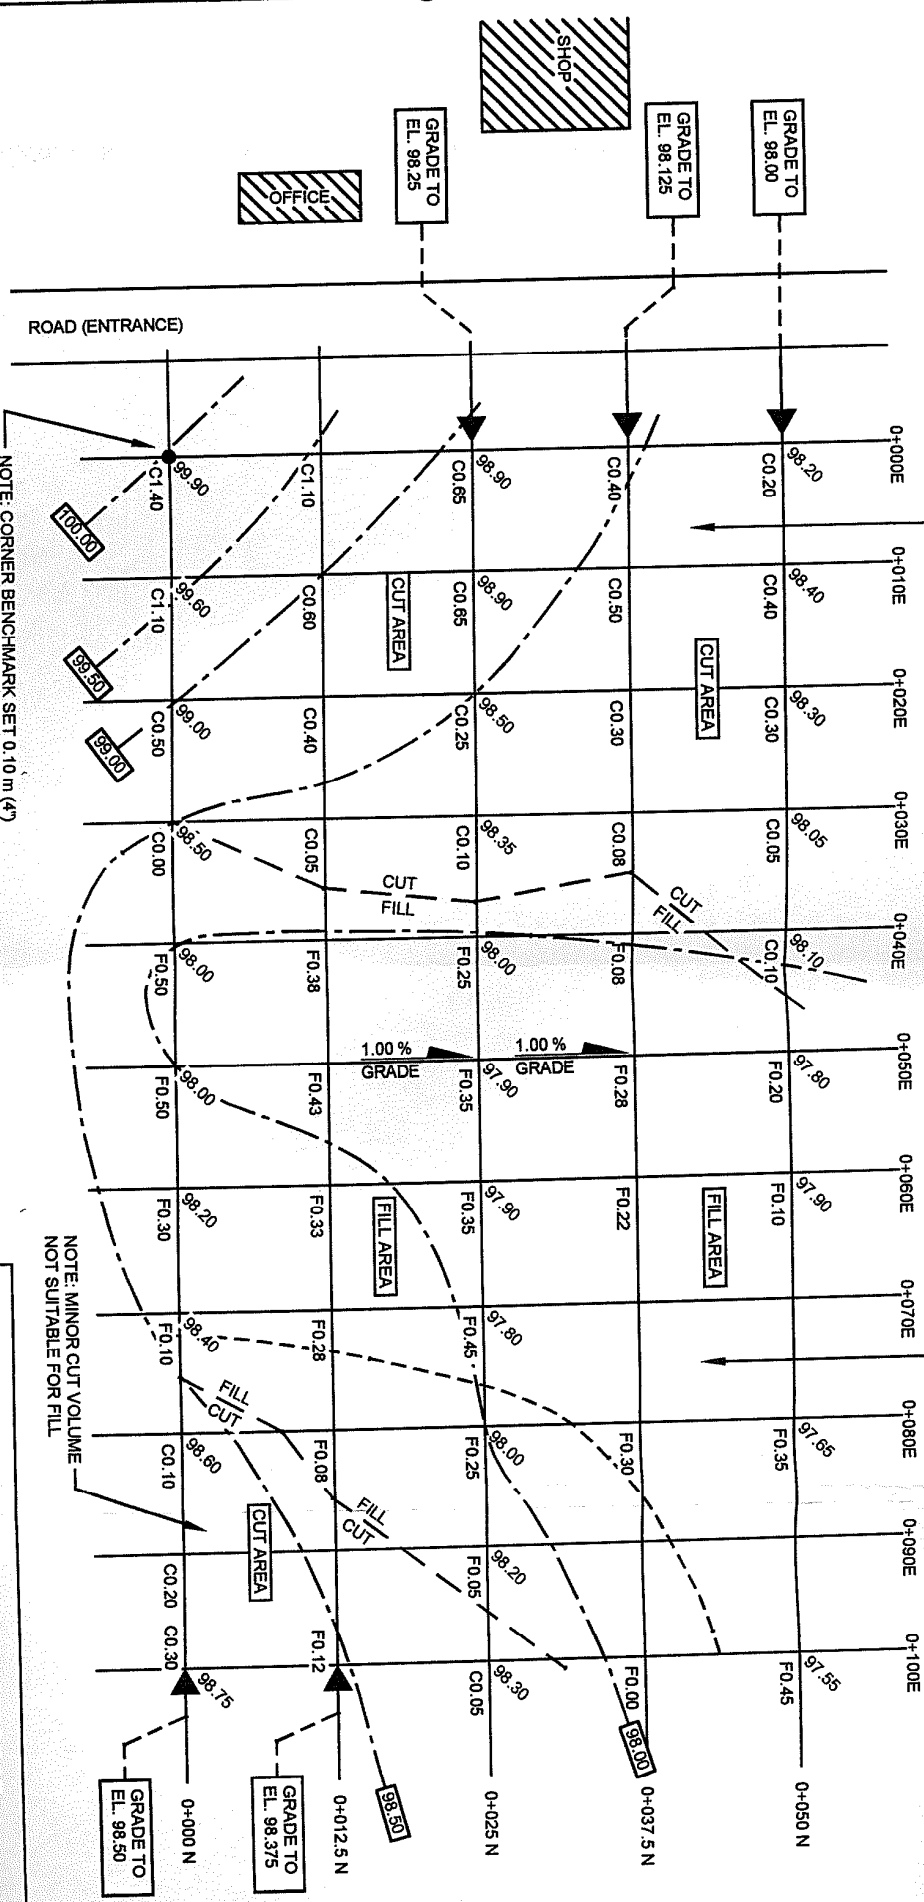 SHOP
OFFICE
GRADE TO
EL. 98.25
GRADE TO
EL. 98.125
GRADE TO
EL. 98.00
ROAD (ENTRANCE)
0+000E
0+010E
0+020E
0+030E
0+040E
0+050E
0+060E
0+070E
0+080E
0+090E
0+100E
98.20
C0.20
98.40
C0.40
98.30
C0.30
98.05
C0.05
98.10
C0.10
97.80
F0.20
97.90
F0.10
97.65
F0.35
97.55
F0.45
0+050 N
C0.40
C0.50
C0.30
C0.08
F0.08
F0.28
F0.22
F0.30
F0.00
0+037.5 N
98.90
C0.65
98.90
C0.65
98.50
C0.25
98.35
C0.10
98.00
F0.25
97.90
F0.35
97.90
F0.35
97.80
F0.45
98.00
F0.25
98.20
F0.05
98.30
C0.05
0+025 N
C1.10
C0.60
C0.40
C0.05
F0.38
F0.43
F0.33
F0.28
F0.08
F0.12
0+012.5 N
99.90
C1.40
99.60
C1.10
99.00
C0.50
98.50
C0.00
98.00
F0.50
98.00
F0.50
98.20
F0.30
98.40
F0.10
98.60
C0.10
C0.20
C0.30
98.75
0+000 N
CUT AREA
CUT AREA
CUT
FILL
CUT
FILL
1.00 %
GRADE
1.00 %
GRADE
FILL AREA
FILL AREA
FILL
CUT
FILL
CUT
CUT AREA
100.00
99.50
99.00
98.00
98.50
GRADE TO
EL. 98.375
GRADE TO
EL. 98.50
NOTE: CORNER BENCHMARK SET 0.10 m (4")
NOTE: MINOR CUT VOLUME
NOT SUITABLE FOR FILL